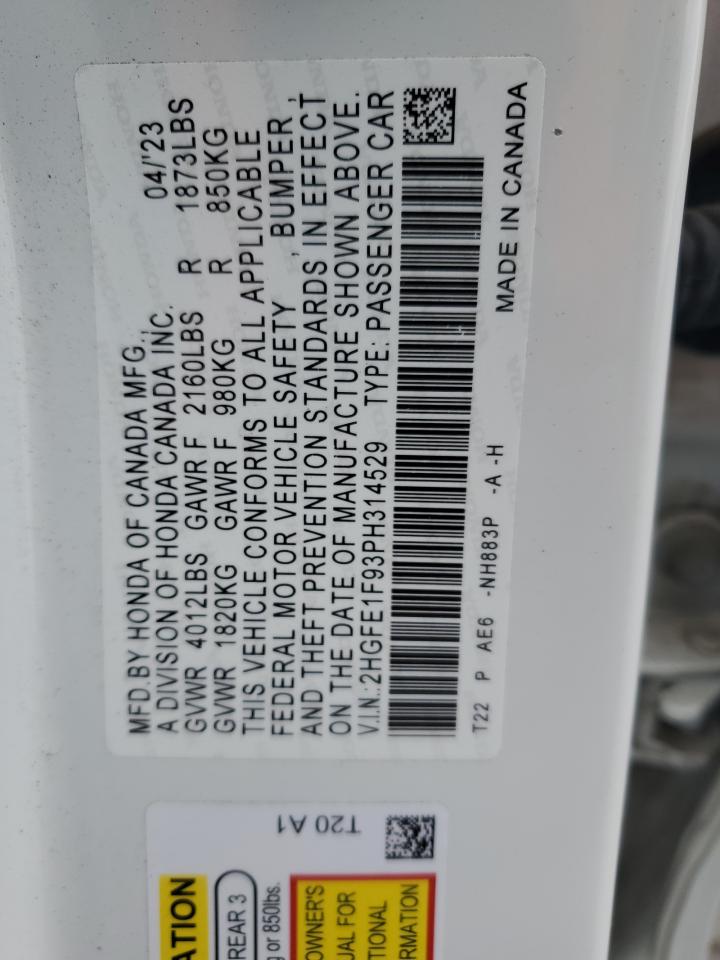 MFD.BY HONDA OF CANADA MFG., 04/'23
A DIVISION OF HONDA CANADA INC.
GVWR 4012LBS GAWR F 2160LBS R 1873LBS
GVWR 1820KG GAWR F 980KG R 850KG
THIS VEHICLE CONFORMS TO ALL APPLICABLE
FEDERAL MOTOR VEHICLE SAFETY , BUMPER ,
AND THEFT PREVENTION STANDARDS, IN EFFECT
ON THE DATE OF MANUFACTURE SHOWN ABOVE.
V.I.N.:2HGFE1F93PH314529 TYPE: PASSENGER CAR
T22 P AE6 -NH883P -A -H
MADE IN CANADA
T20 A1
ATION
REAR 3
or 850lbs.
OWNER'S
UAL FOR
TIONAL
RMATION